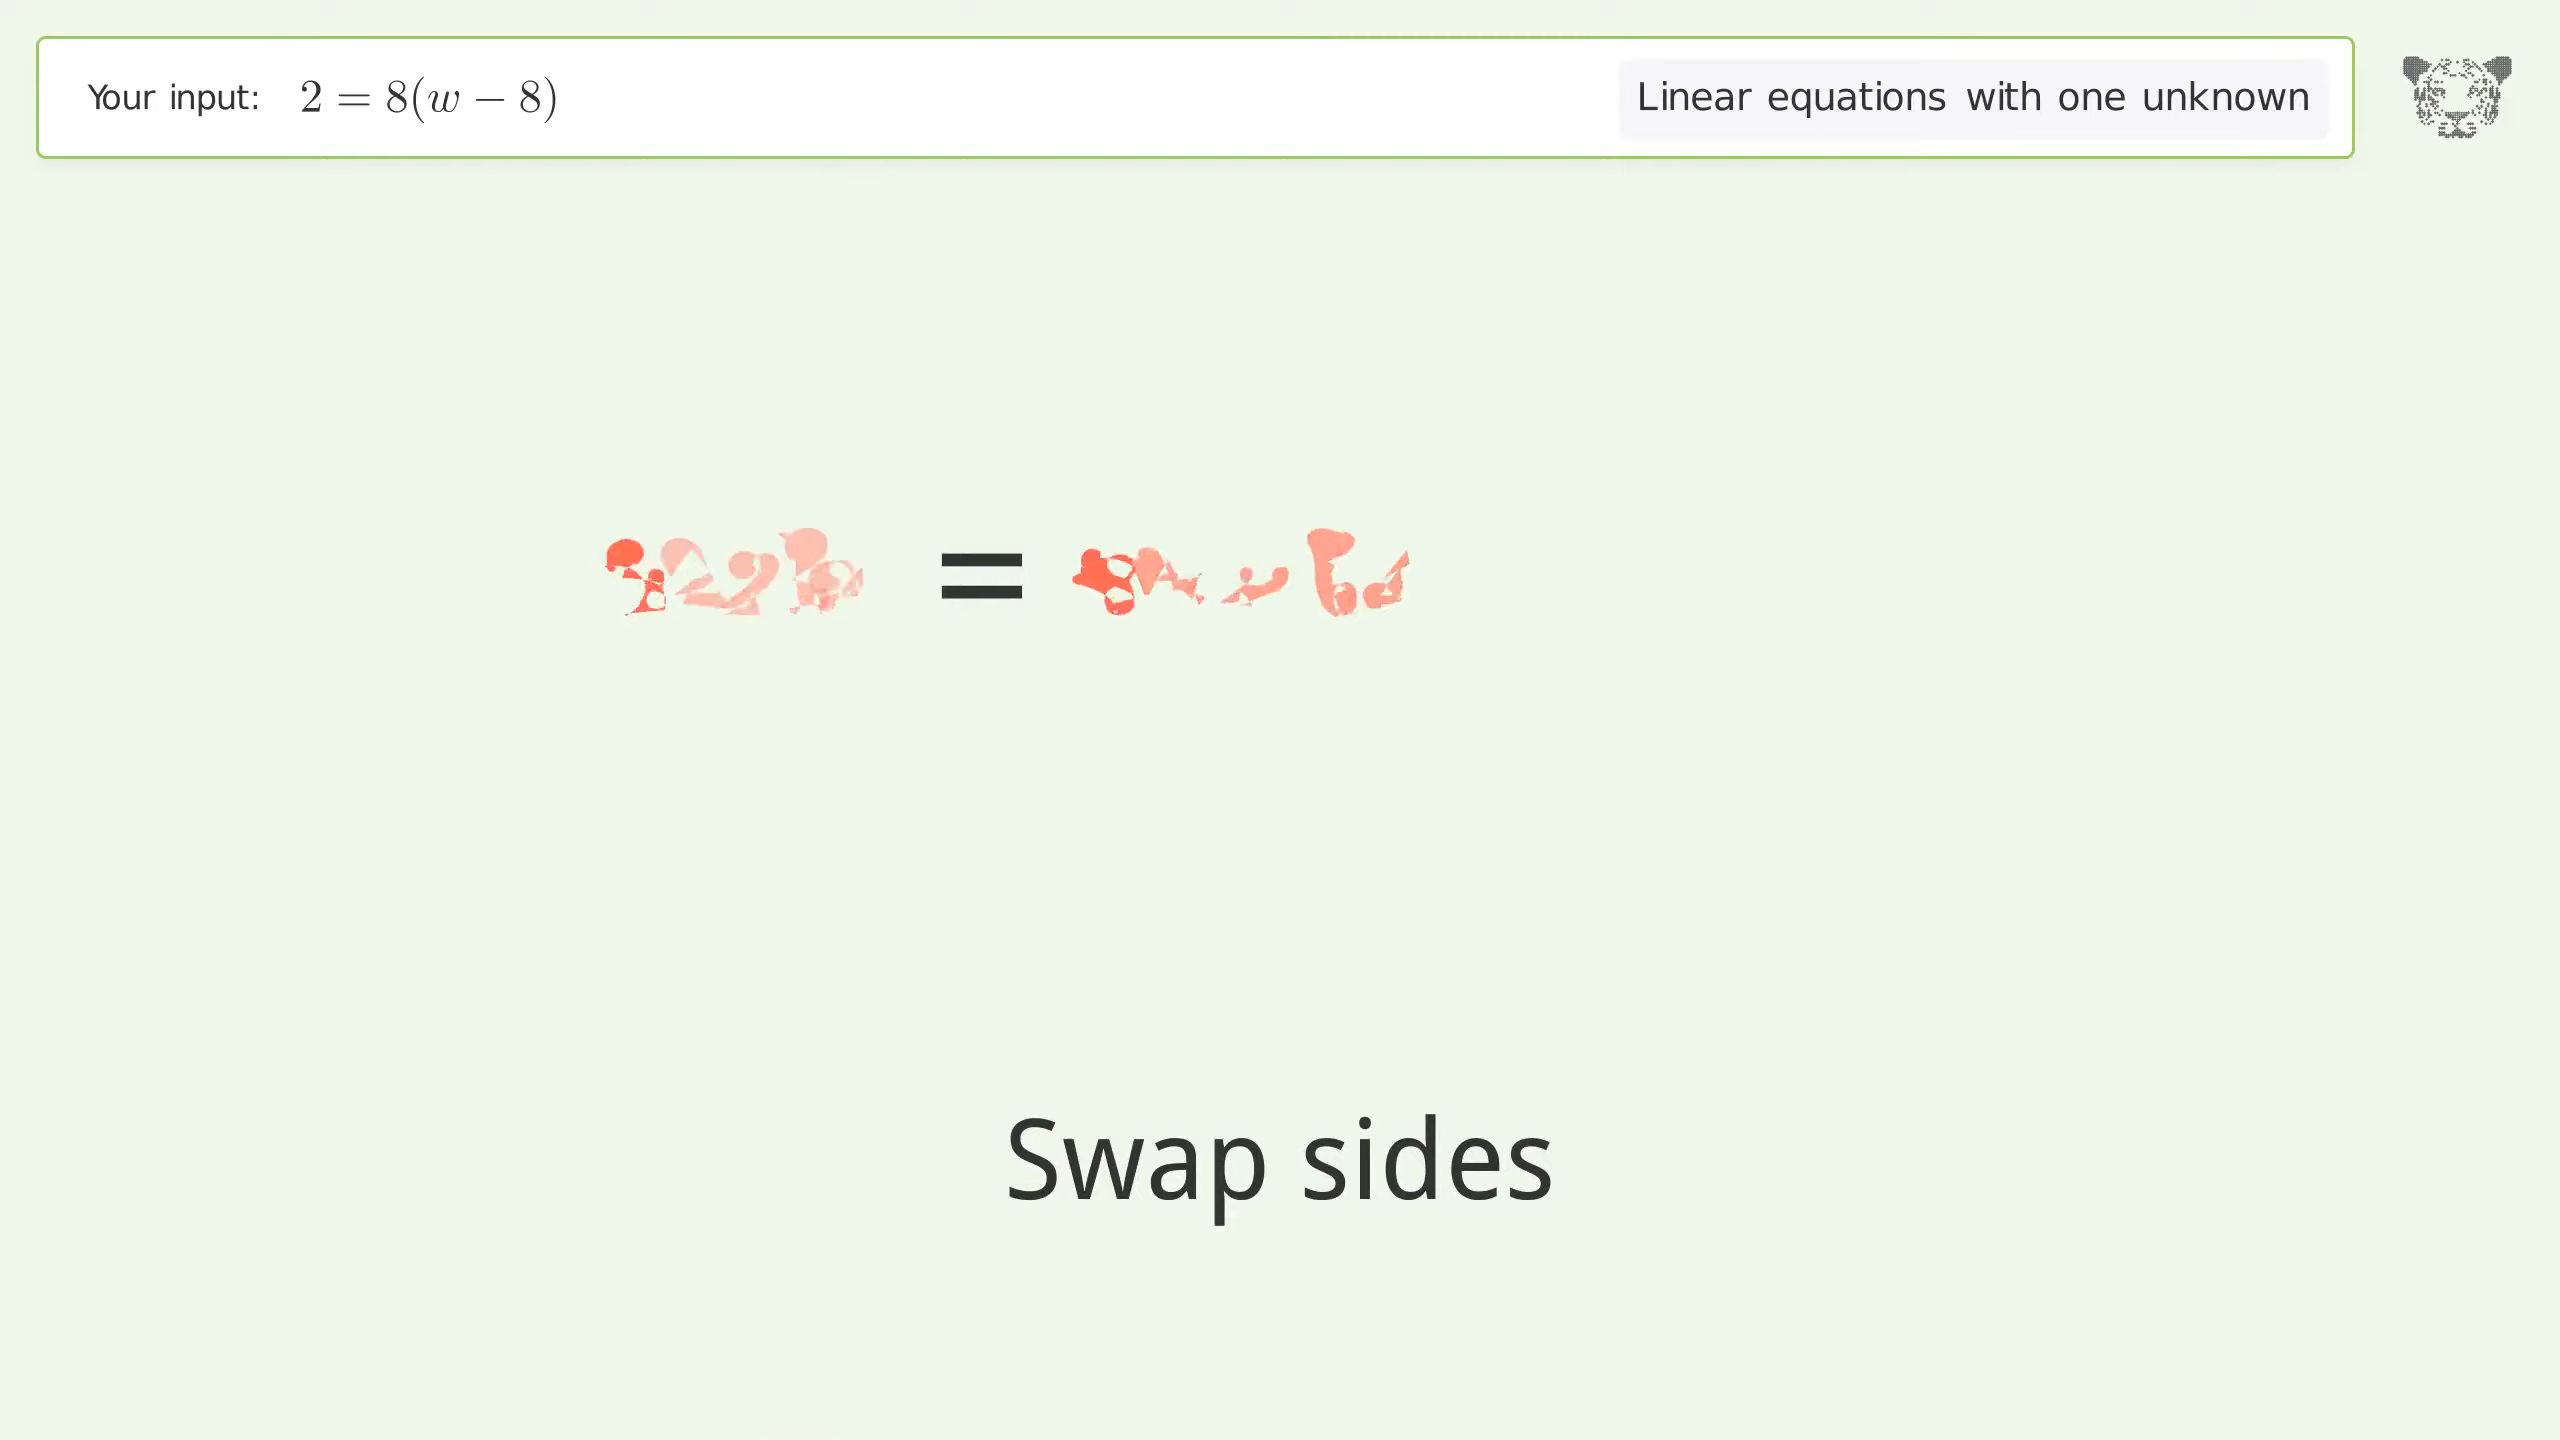 Your input: 2 = 8(w − 8)
Linear equations with one unknown
=
Swap sides